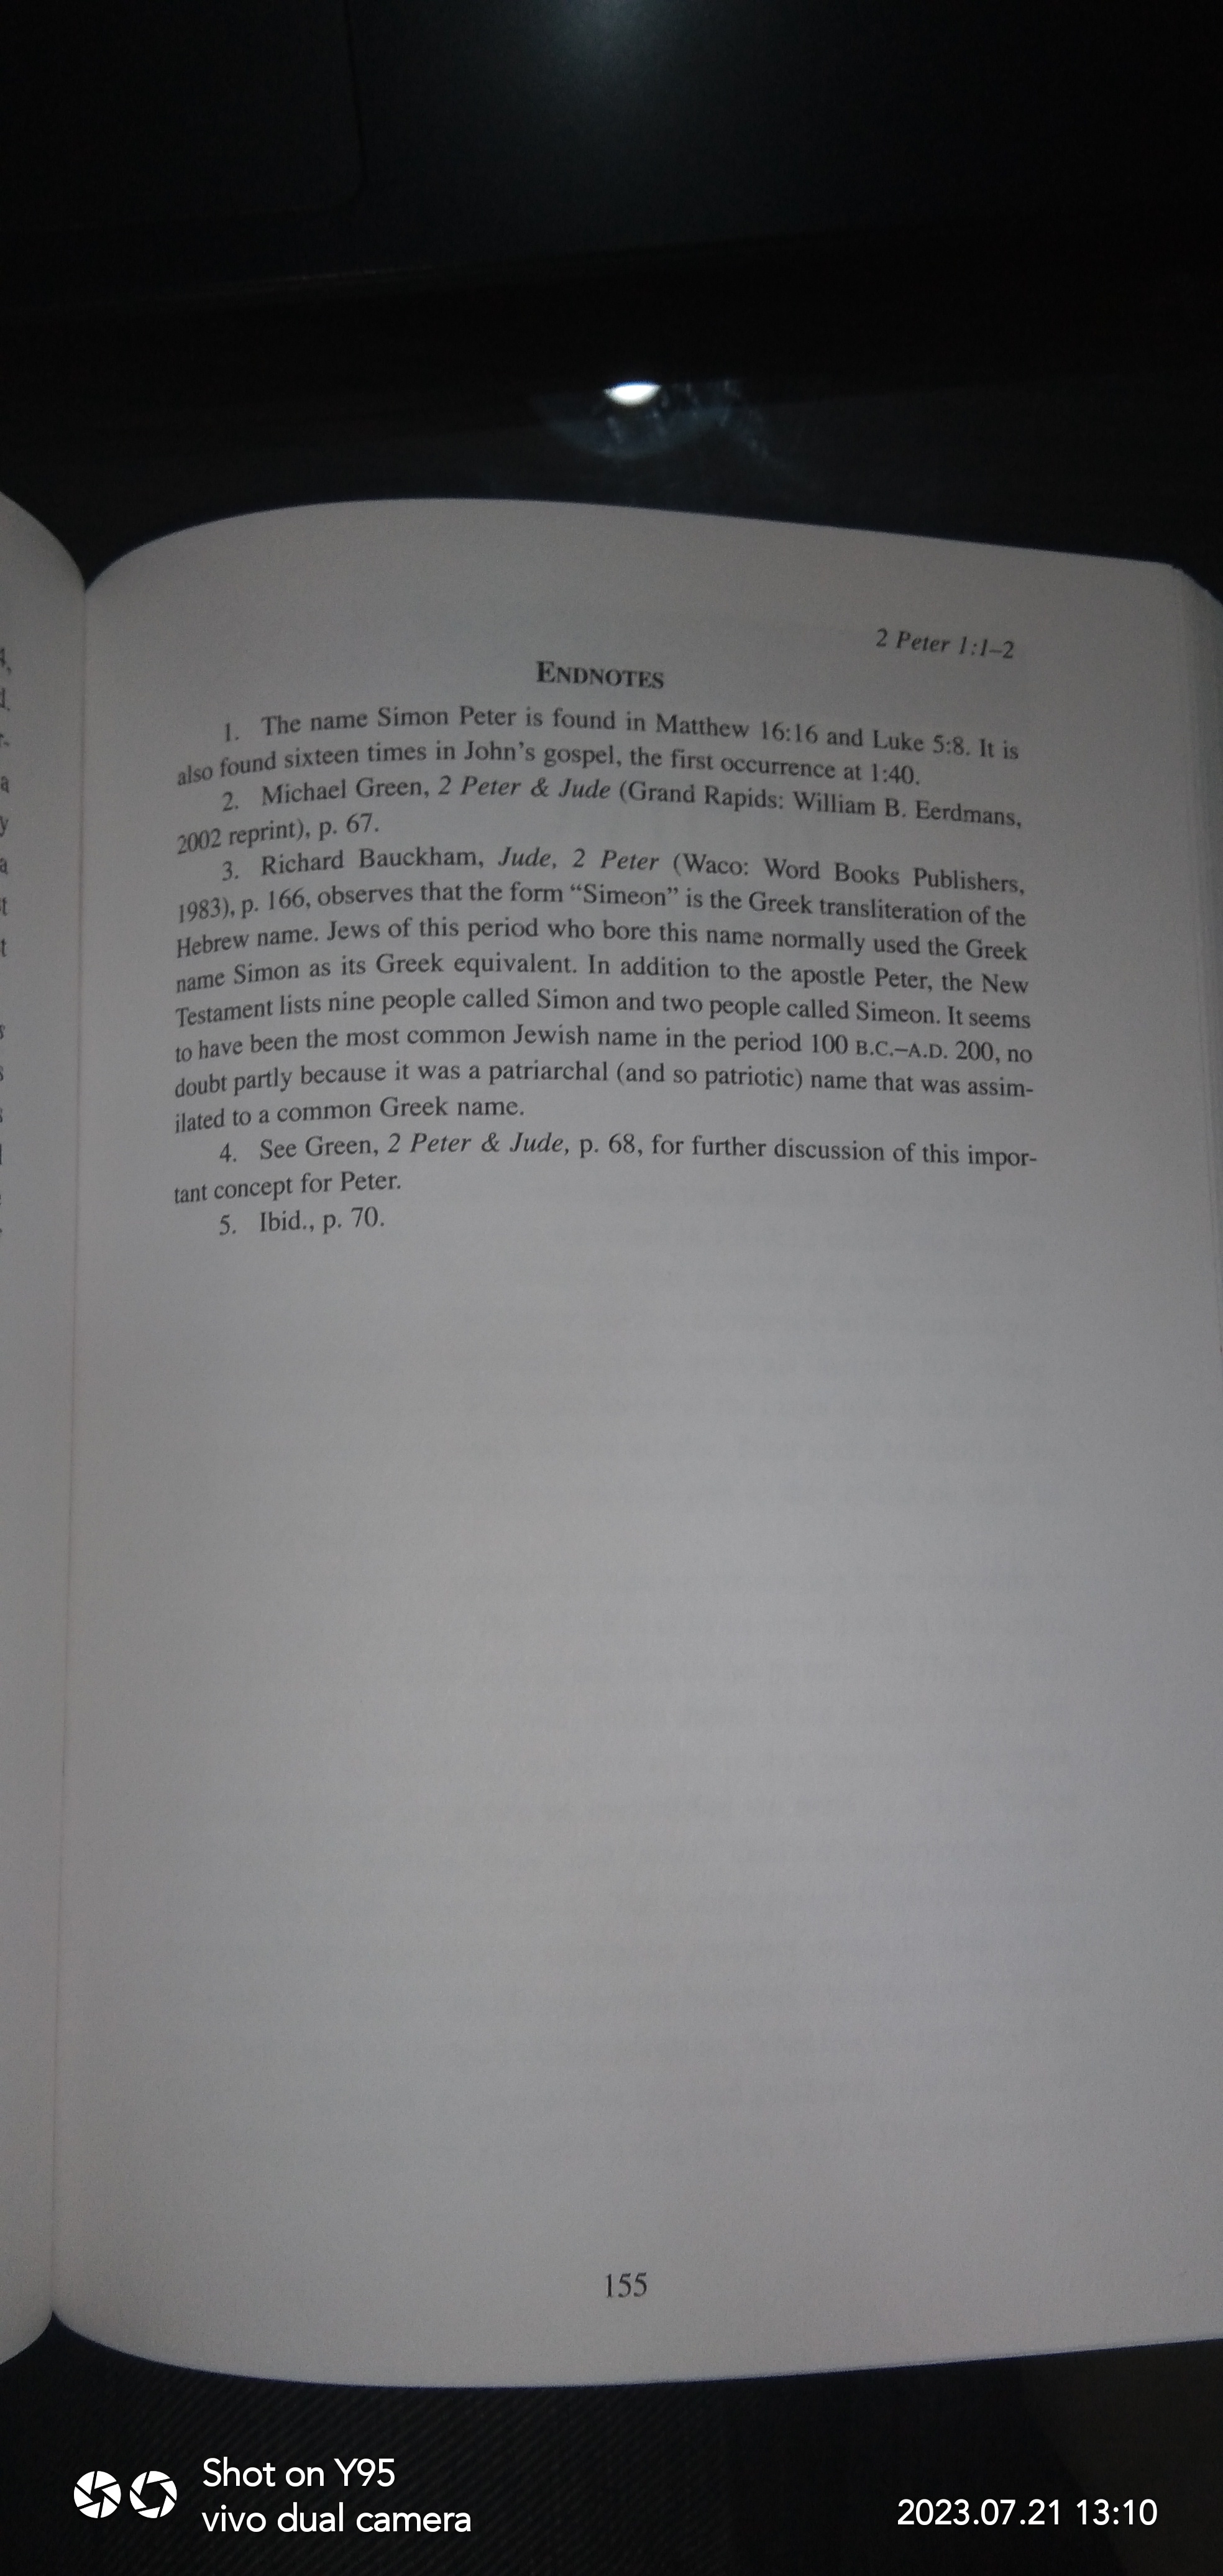 2 Peter 1:1–2
ENDNOTES
1. The name Simon Peter is found in Matthew 16:16 and Luke 5:8. It is
also found sixteen times in John’s gospel, the first occurrence at 1:40.
2. Michael Green, 2 Peter & Jude (Grand Rapids: William B. Eerdmans,
2002 reprint), p. 67.
3. Richard Bauckham, Jude, 2 Peter (Waco: Word Books Publishers,
1983), p. 166, observes that the form “Simeon” is the Greek transliteration of the
Hebrew name. Jews of this period who bore this name normally used the Greek
name Simon as its Greek equivalent. In addition to the apostle Peter, the New
Testament lists nine people called Simon and two people called Simeon. It seems
to have been the most common Jewish name in the period 100 B.C.–A.D. 200, no
doubt partly because it was a patriarchal (and so patriotic) name that was assim-
ilated to a common Greek name.
4. See Green, 2 Peter & Jude, p. 68, for further discussion of this impor-
tant concept for Peter.
5. Ibid., p. 70.
155
Shot on Y95
vivo dual camera
2023.07.21 13:10